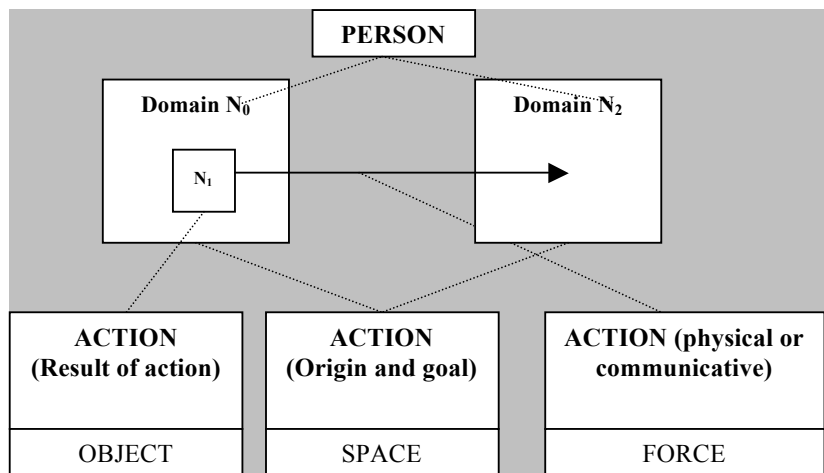 PERSON
Domain N₀
Domain N₂
N₁
ACTION
(Result of action)
ACTION
(Origin and goal)
ACTION (physical or
communicative)
OBJECT
SPACE
FORCE